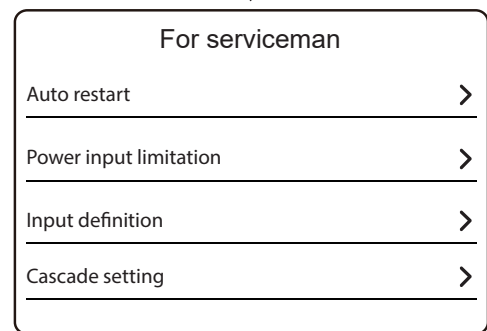 For serviceman
Auto restart
Power input limitation
Input definition
Cascade setting